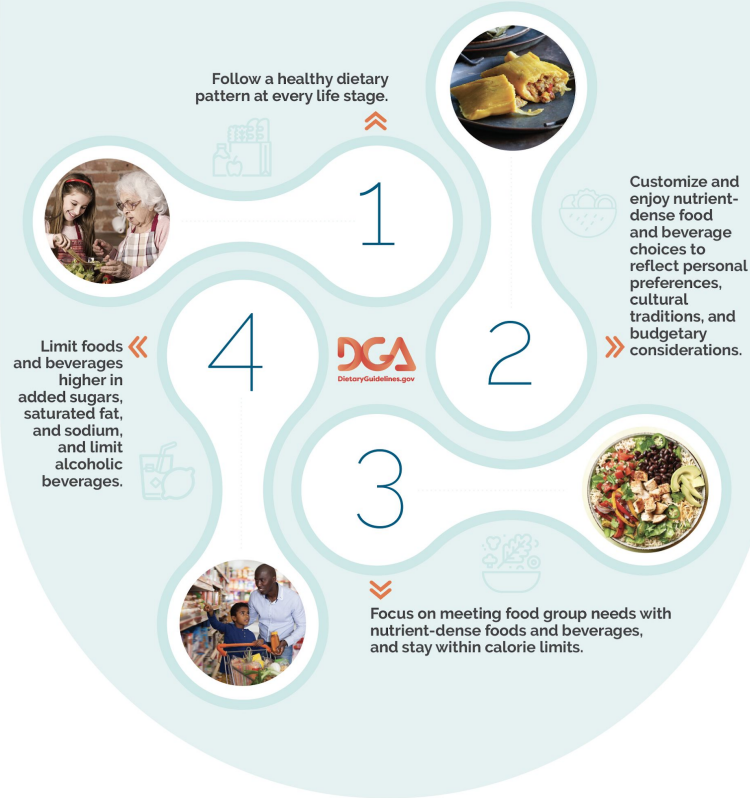 Follow a healthy dietary
pattern at every life stage.
1
Customize and
enjoy nutrient-
dense food
and beverage
choices to
reflect personal
preferences,
cultural
traditions, and
budgetary
considerations.
2
4
DGA
DietaryGuidelines.gov
Limit foods
and beverages
higher in
added sugars,
saturated fat,
and sodium,
and limit
alcoholic
beverages.
3
Focus on meeting food group needs with
nutrient-dense foods and beverages,
and stay within calorie limits.